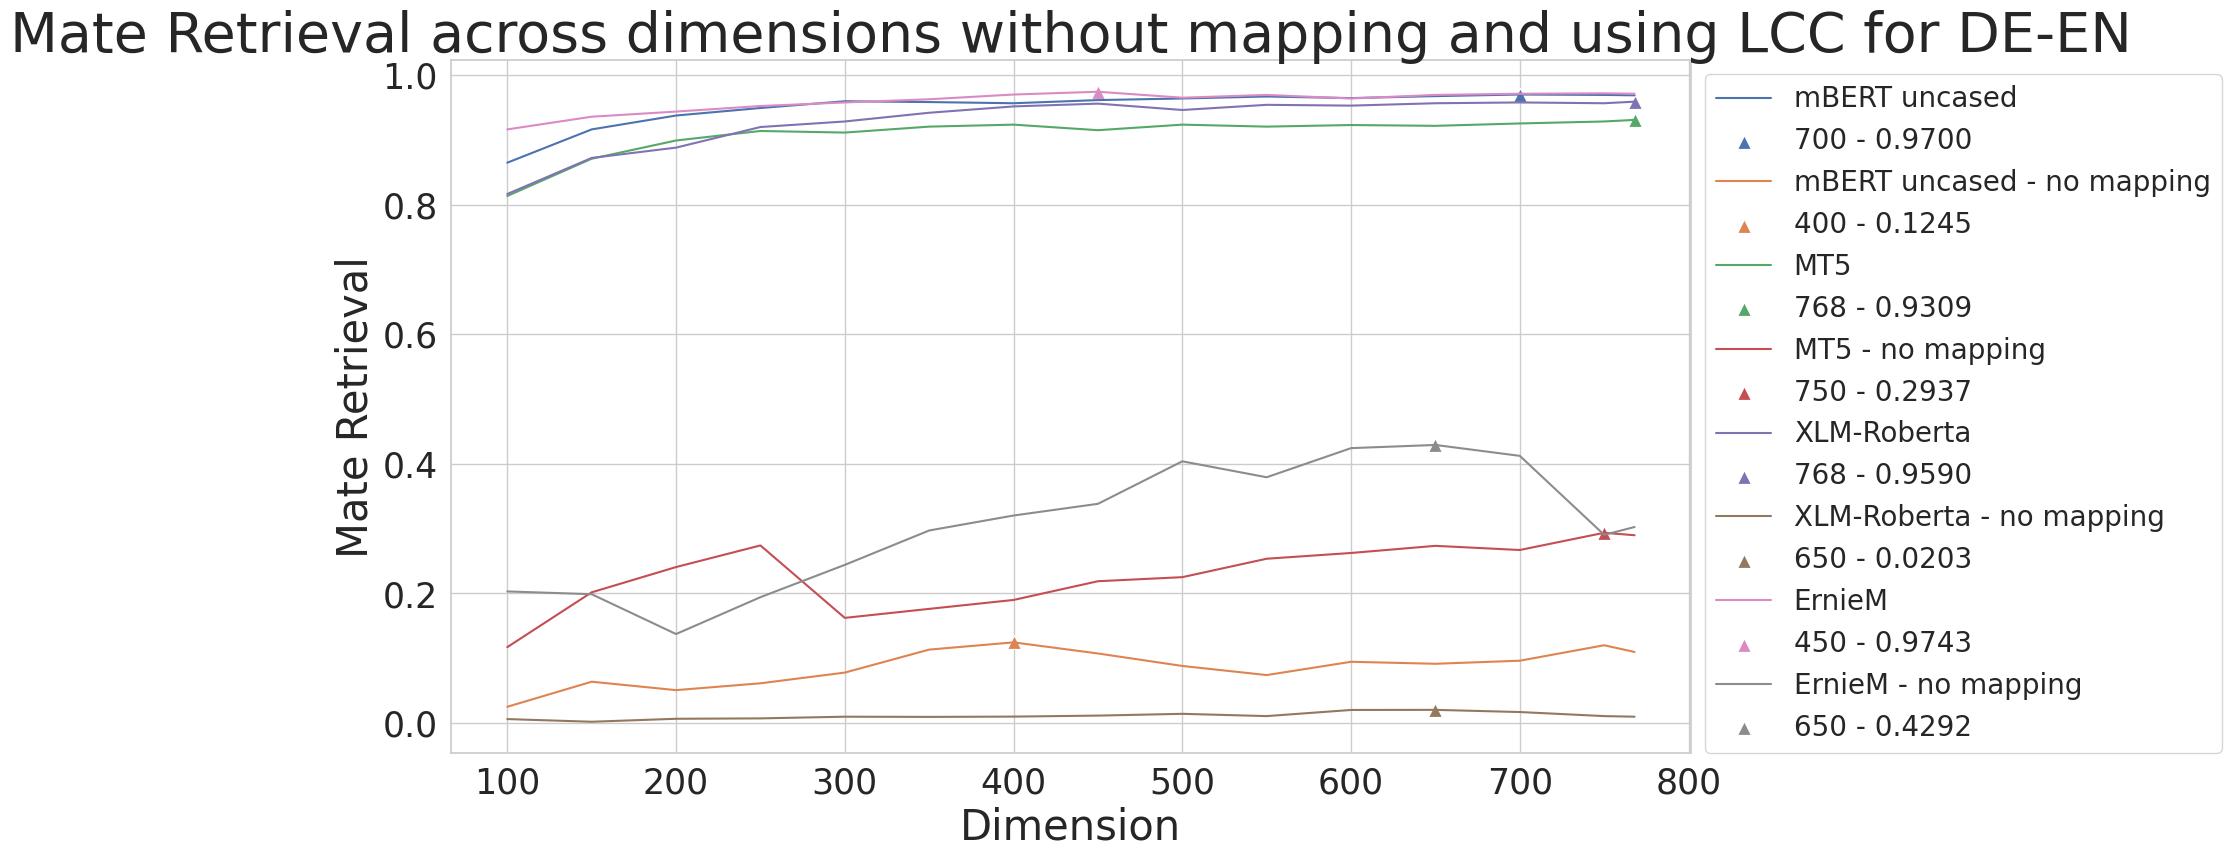 Mate Retrieval across dimensions without mapping and using LCC for DE-EN
Mate Retrieval
1.0
0.8
0.6
0.4
0.2
0.0
100 200 300 400 500 600 700 800
Dimension
mBERT uncased
700 - 0.9700
mBERT uncased - no mapping
400 - 0.1245
MT5
768 - 0.9309
MT5 - no mapping
750 - 0.2937
XLM-Roberta
768 - 0.9590
XLM-Roberta - no mapping
650 - 0.0203
ErnieM
450 - 0.9743
ErnieM - no mapping
650 - 0.4292